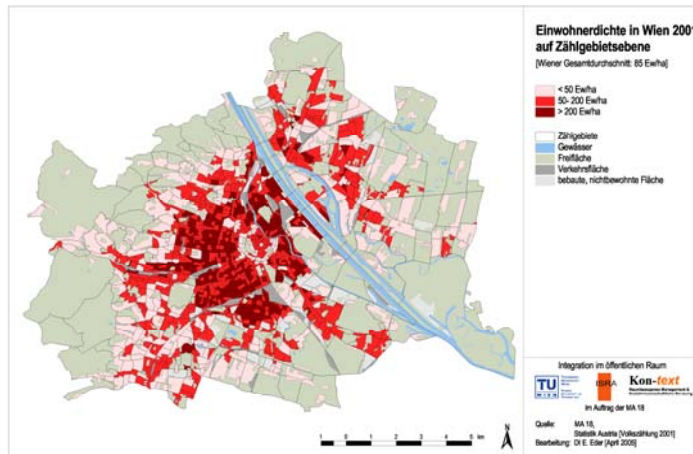 Einwohnerdichte in Wien 2001
auf Zählgebietsebene
[Wiener Gesamtdurchschnitt: 85 Ew/ha]
< 50 Ew/ha
50- 200 Ew/ha
> 200 Ew/ha
Zählgebiete
Gewässer
Freifläche
Verkehrsfläche
bebaute, nichtbewohnte Fläche
Integration im öffentlichen Raum
TU
WIEN
ISRA
Kon-text
im Auftrag der MA 18
Quelle: MA 18,
Statistik Austria [Volkszählung 2001]
Bearbeitung: DI E. Eder [April 2005]
N
1 0 1 2 3 4 5 km